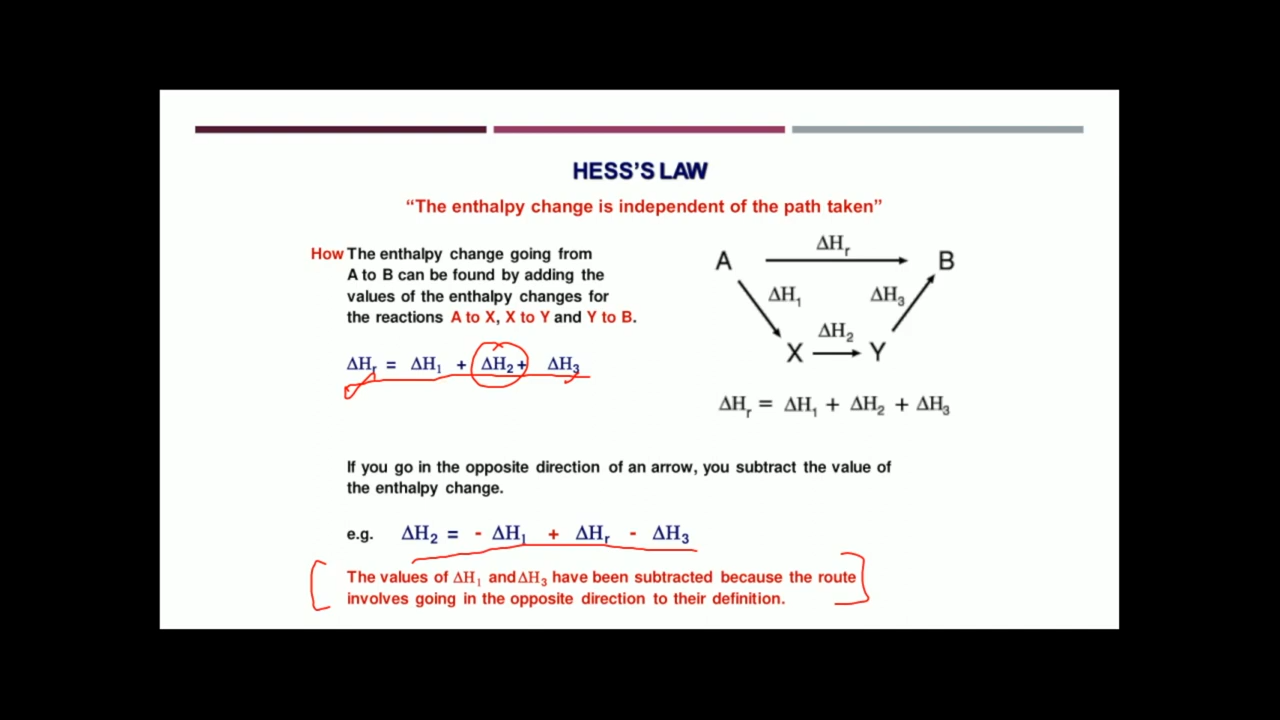 HESS'S LAW
“The enthalpy change is independent of the path taken”
How The enthalpy change going from
A to B can be found by adding the
values of the enthalpy changes for
the reactions A to X, X to Y and Y to B.
ΔHᵣ = ΔH₁ + ΔH₂ + ΔH₃
ΔHᵣ
A B
ΔH₁ ΔH₃
ΔH₂
X Y
ΔHᵣ = ΔH₁ + ΔH₂ + ΔH₃
If you go in the opposite direction of an arrow, you subtract the value of
the enthalpy change.
e.g. ΔH₂ = - ΔH₁ + ΔHᵣ - ΔH₃
The values of ΔH₁ and ΔH₃ have been subtracted because the route
involves going in the opposite direction to their definition.